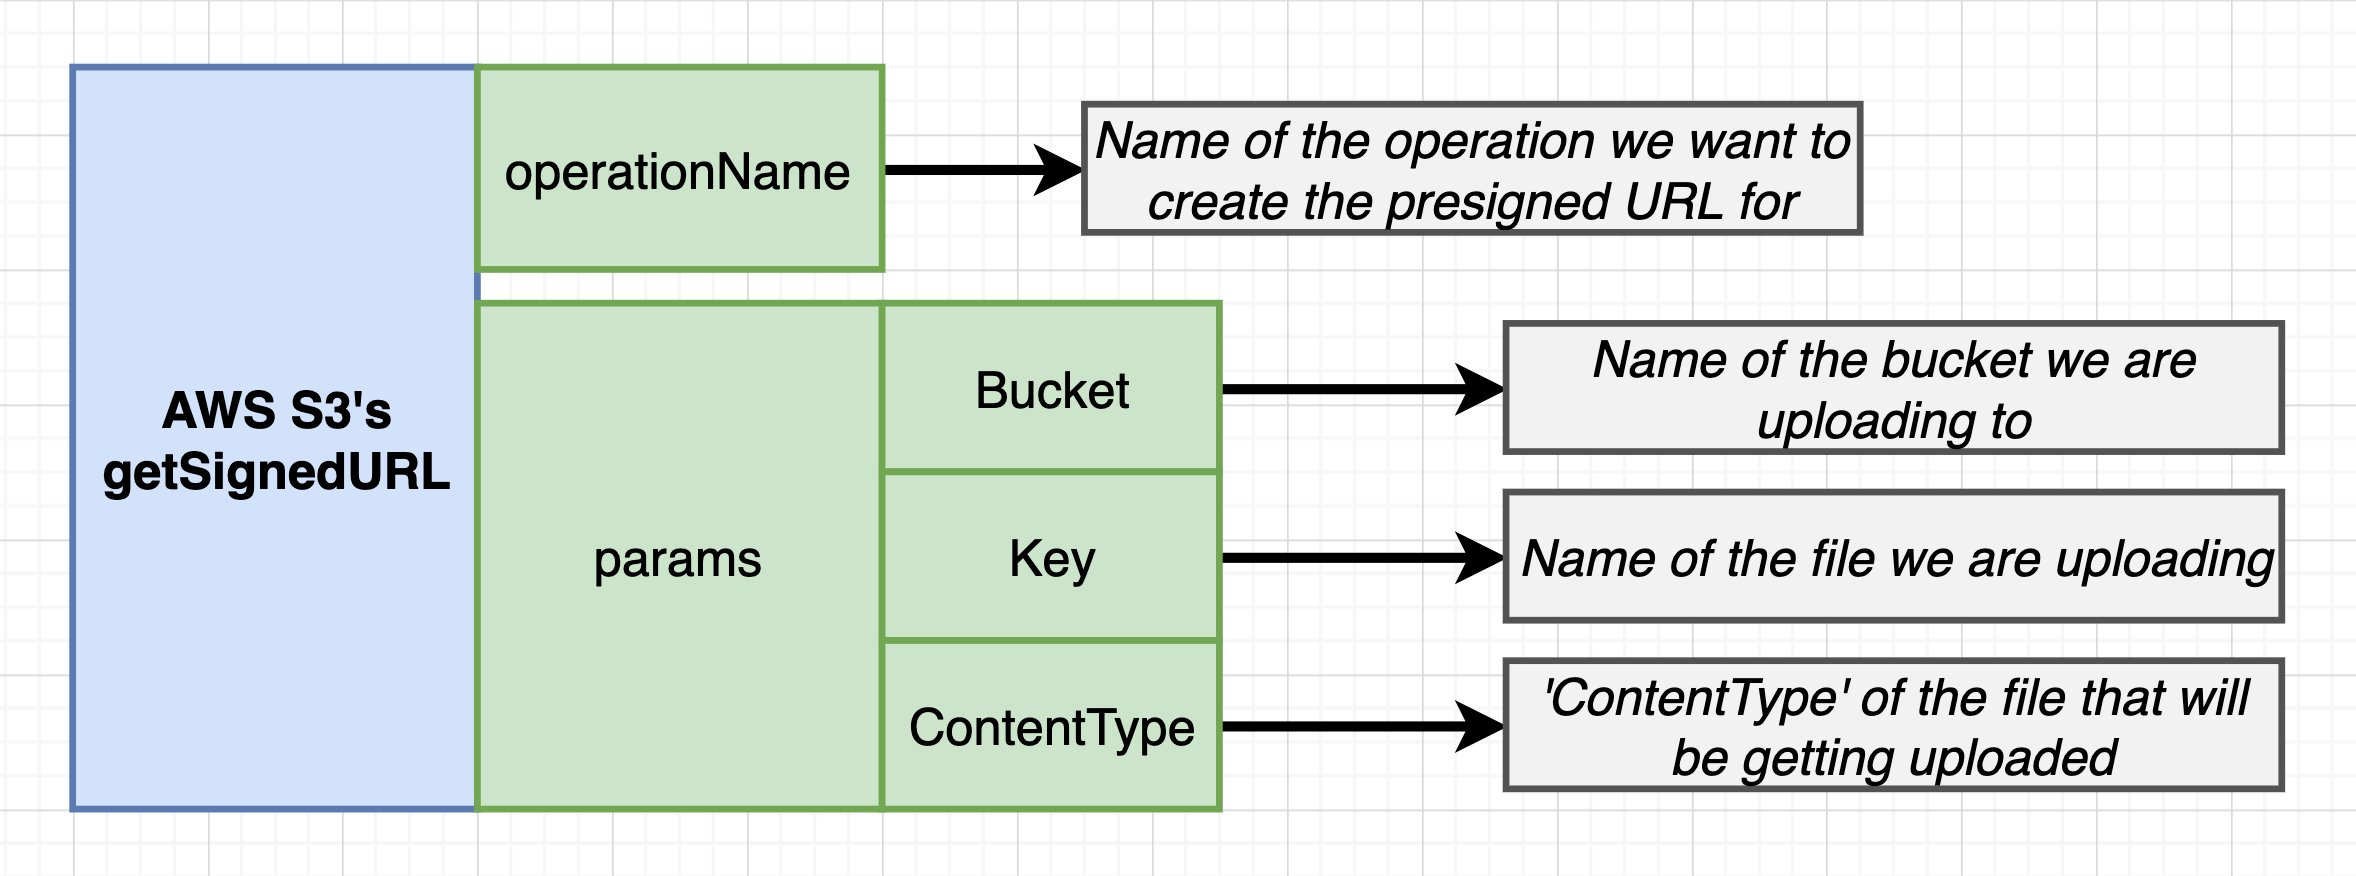 operationName
Name of the operation we want to
create the presigned URL for
AWS S3's
getSignedURL
params
Bucket
Name of the bucket we are
uploading to
Key
Name of the file we are uploading
ContentType
'ContentType' of the file that will
be getting uploaded